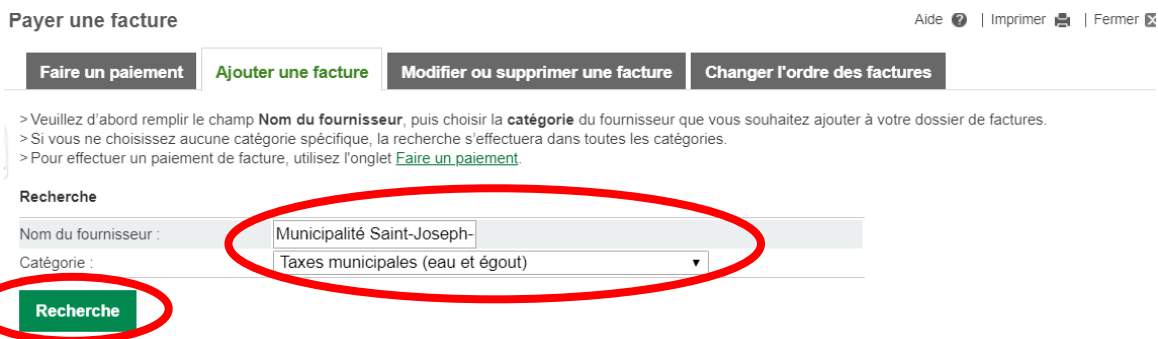 Payer une facture
Aide ? | Imprimer | Fermer
Faire un paiement Ajouter une facture Modifier ou supprimer une facture Changer l'ordre des factures
> Veuillez d'abord remplir le champ Nom du fournisseur, puis choisir la catégorie du fournisseur que vous souhaitez ajouter à votre dossier de factures.
> Si vous ne choisissez aucune catégorie spécifique, la recherche s'effectuera dans toutes les catégories.
> Pour effectuer un paiement de facture, utilisez l'onglet Faire un paiement.
Recherche
Nom du fournisseur : Municipalité Saint-Joseph-
Catégorie : Taxes municipales (eau et égout)
Recherche